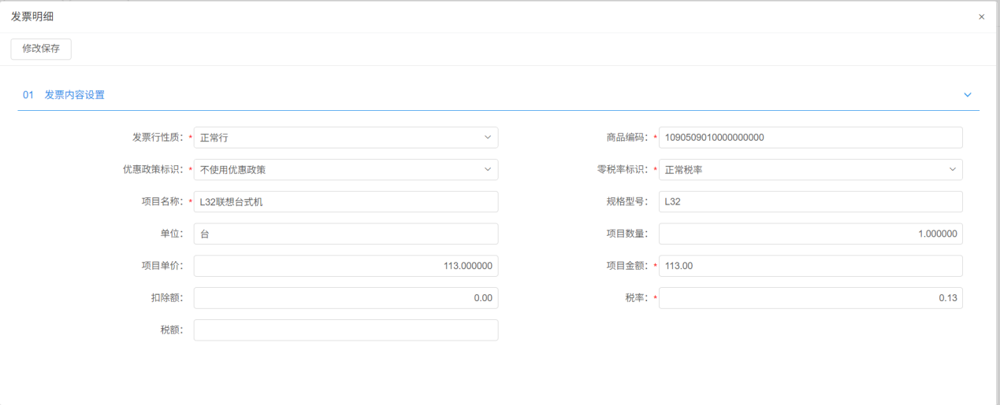 发票明细 ×
修改保存
01 发票内容设置
发票行性质：* 正常行 商品编码：* 1090509010000000000
优惠政策标识：* 不使用优惠政策 零税率标识：* 正常税率
项目名称：* L32联想台式机 规格型号： L32
单位： 台 项目数量： 1.000000
项目单价： 113.000000 项目金额：* 113.00
扣除额： 0.00 税率：* 0.13
税额：